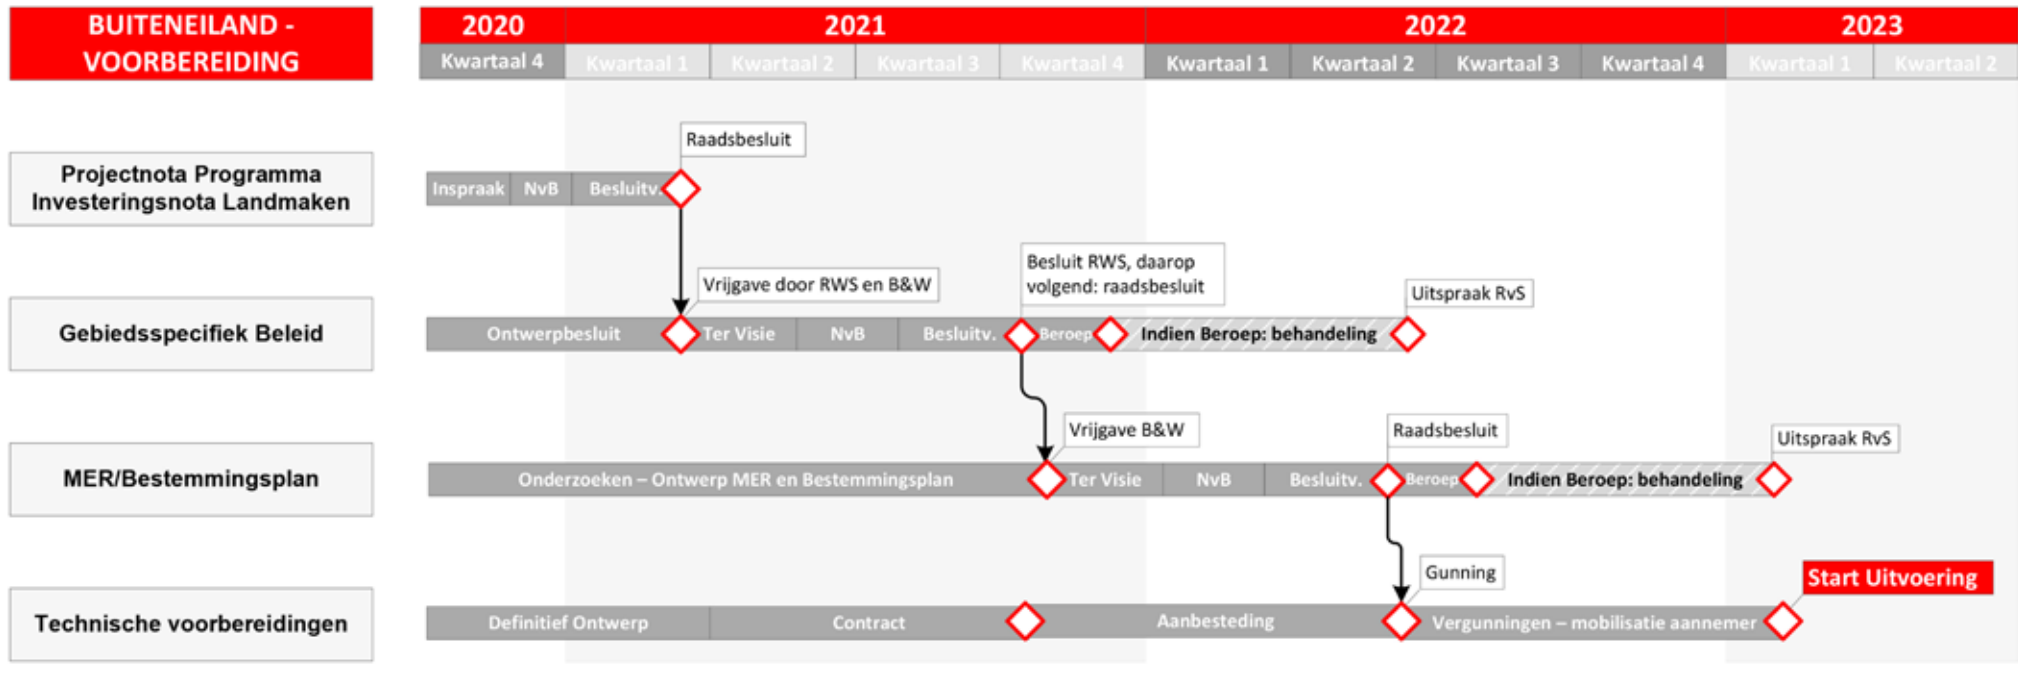 BUITENEILAND -
VOORBEREIDING
2020
2021
2022
2023
Kwartaal 4
Kwartaal 1
Kwartaal 2
Kwartaal 3
Kwartaal 4
Kwartaal 1
Kwartaal 2
Kwartaal 3
Kwartaal 4
Kwartaal 1
Kwartaal 2
Raadsbesluit
Projectnota Programma
Investeringsnota Landmaken
Inspraak
NvB
Besluitv.
Vrijgave door RWS en B&W
Besluit RWS, daarop
volgend: raadsbesluit
Uitspraak RvS
Gebiedsspecifiek Beleid
Ontwerpbesluit
Ter Visie
NvB
Besluitv.
Beroep
Indien Beroep: behandeling
Vrijgave B&W
Raadsbesluit
Uitspraak RvS
MER/Bestemmingsplan
Onderzoeken – Ontwerp MER en Bestemmingsplan
Ter Visie
NvB
Besluitv.
Beroep
Indien Beroep: behandeling
Gunning
Start Uitvoering
Technische voorbereidingen
Definitief Ontwerp
Contract
Aanbesteding
Vergunningen – mobilisatie aannemer